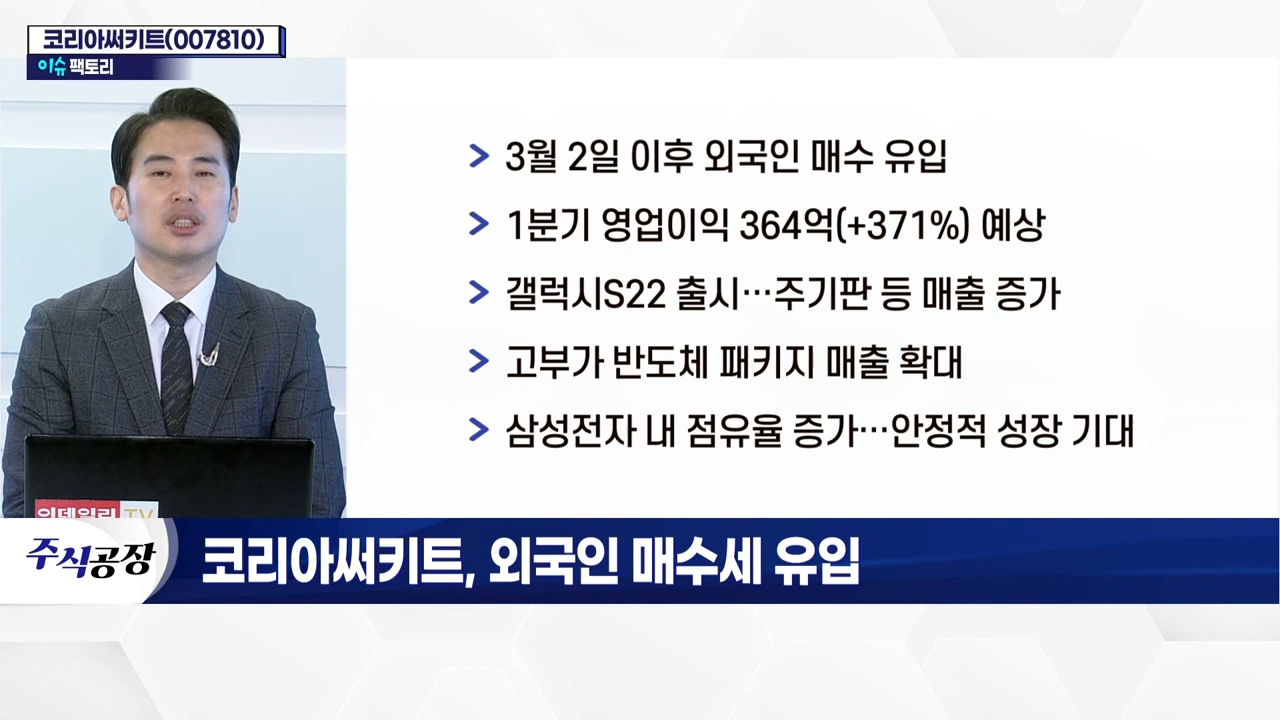 코리아써키트(007810)
이슈 팩토리
> 3월 2일 이후 외국인 매수 유입
> 1분기 영업이익 364억(+371%) 예상
> 갤럭시S22 출시…주기판 등 매출 증가
> 고부가 반도체 패키지 매출 확대
> 삼성전자 내 점유율 증가…안정적 성장 기대
이데일리 TV
주식공장
코리아써키트, 외국인 매수세 유입